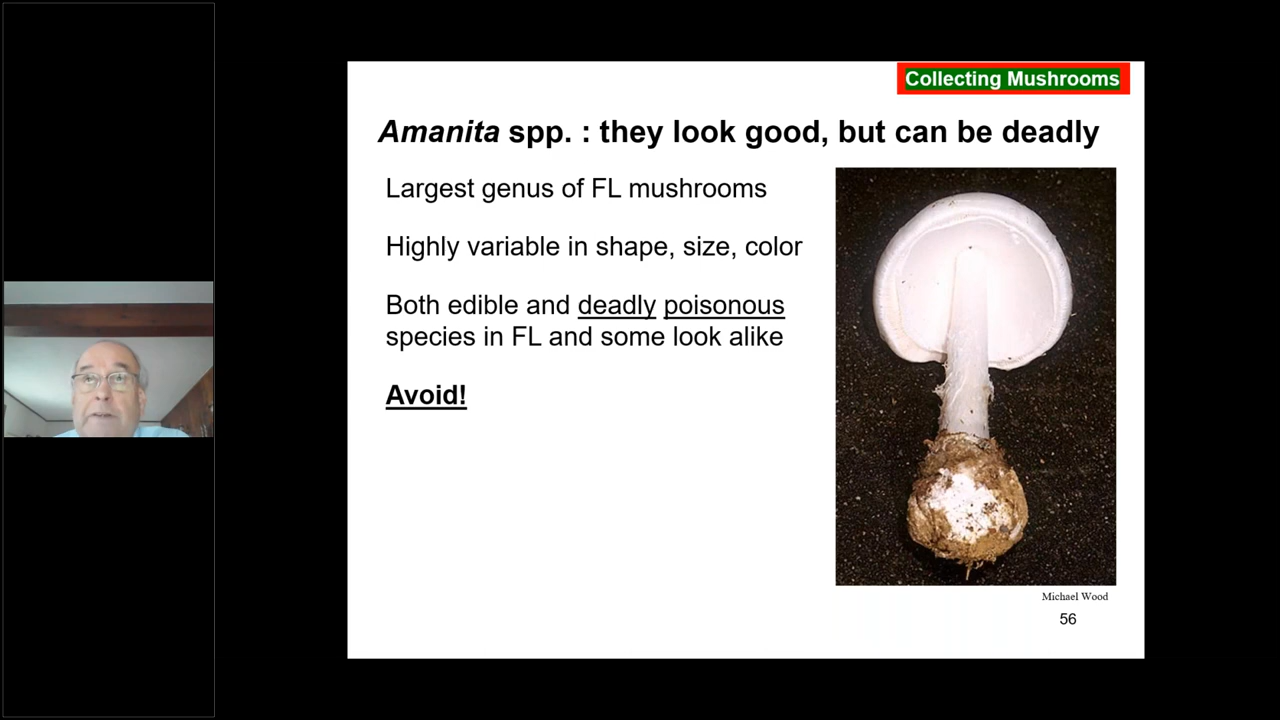 Collecting Mushrooms
Amanita spp. : they look good, but can be deadly
Largest genus of FL mushrooms
Highly variable in shape, size, color
Both edible and deadly poisonous
species in FL and some look alike
Avoid!
Michael Wood
56